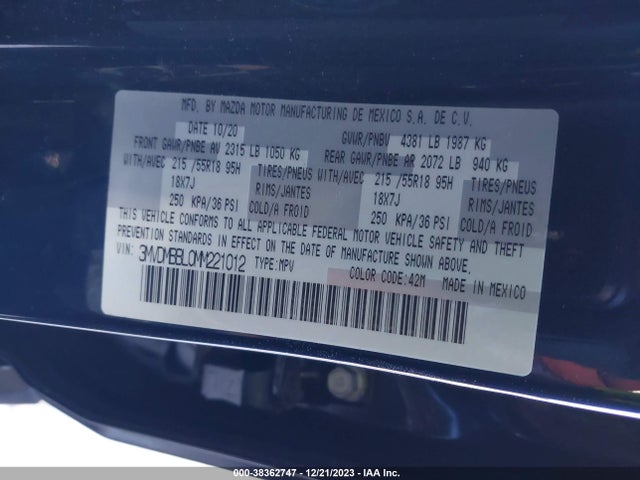 MFD. BY MAZDA MOTOR MANUFACTURING DE MEXICO S.A. DE C.V.
DATE 10/20 GVWR/PNBV 4381 LB 1987 KG
FRONT GAWR/PNBE AV 2315 LB 1050 KG REAR GAWR/PNBE AR 2072 LB 940 KG
WITH/AVEC 215 /55R18 95H TIRES/PNEUS WITH/AVEC 215 /55R18 95H TIRES/PNEUS
18X7J RIMS/JANTES 18X7J RIMS/JANTES
250 KPA/36 PSI COLD/A FROID 250 KPA/36 PSI COLD/A FROID
THIS VEHICLE CONFORMS TO ALL APPLICABLE FEDERAL MOTOR VEHICLE SAFETY AND THEFT
PREVENTION STANDARDS IN EFFECT ON THE DATE OF MANUFACTURE SHOWN ABOVE.
VIN: 3MVDMBBL0MM221012 TYPE:MPV
COLOR CODE:42M MADE IN MEXICO
000-38362747 - 12/21/2023 - IAA Inc.